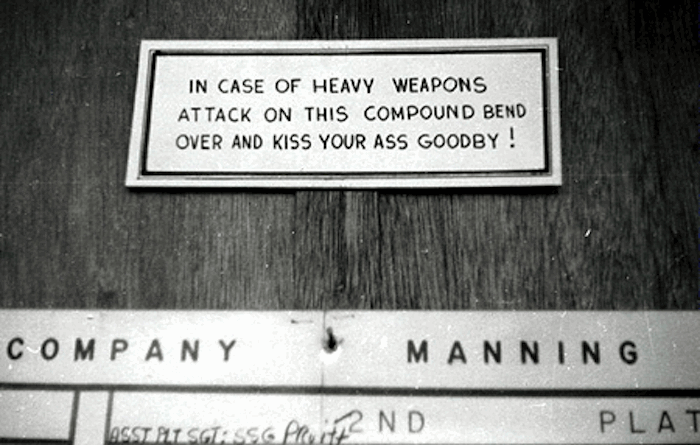 IN CASE OF HEAVY WEAPONS
ATTACK ON THIS COMPOUND BEND
OVER AND KISS YOUR ASS GOODBY !
COMPANY MANNING
ASST PLT SGT: SSG Pruitt 2ND PLAT